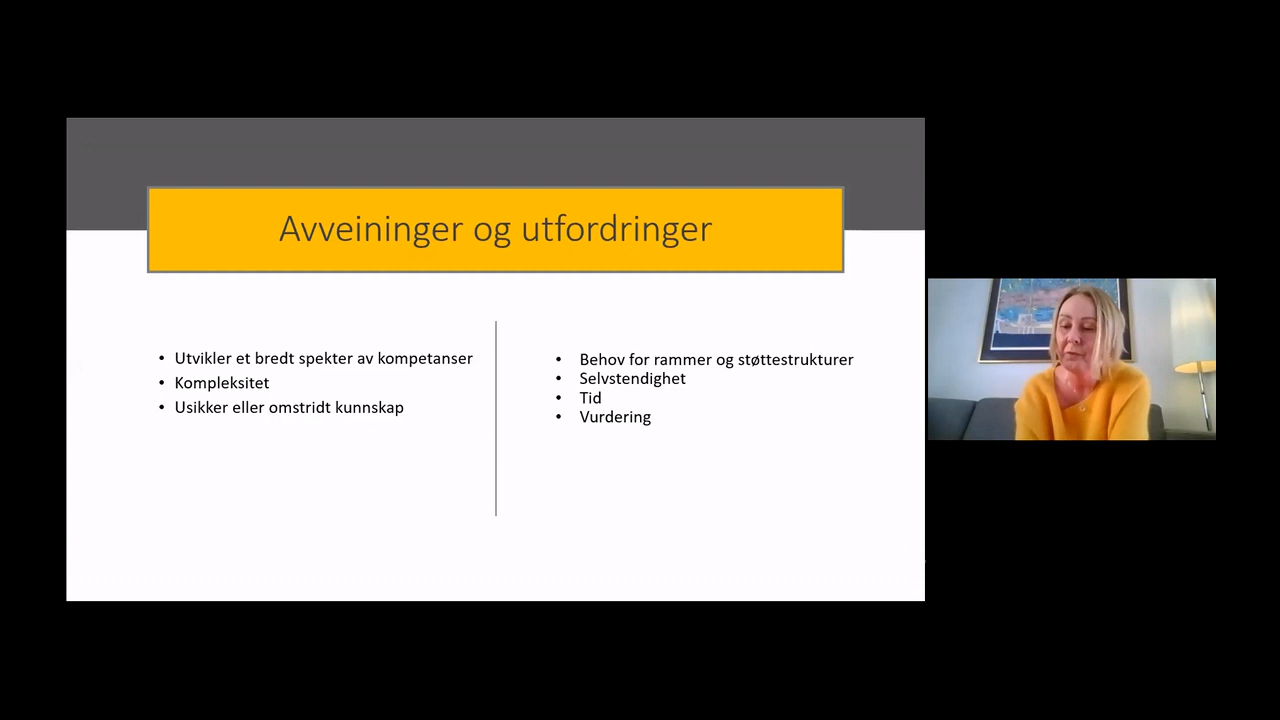 Avveininger og utfordringer
• Utvikler et bredt spekter av kompetanser
• Kompleksitet
• Usikker eller omstridt kunnskap
• Behov for rammer og støttestrukturer
• Selvstendighet
• Tid
• Vurdering